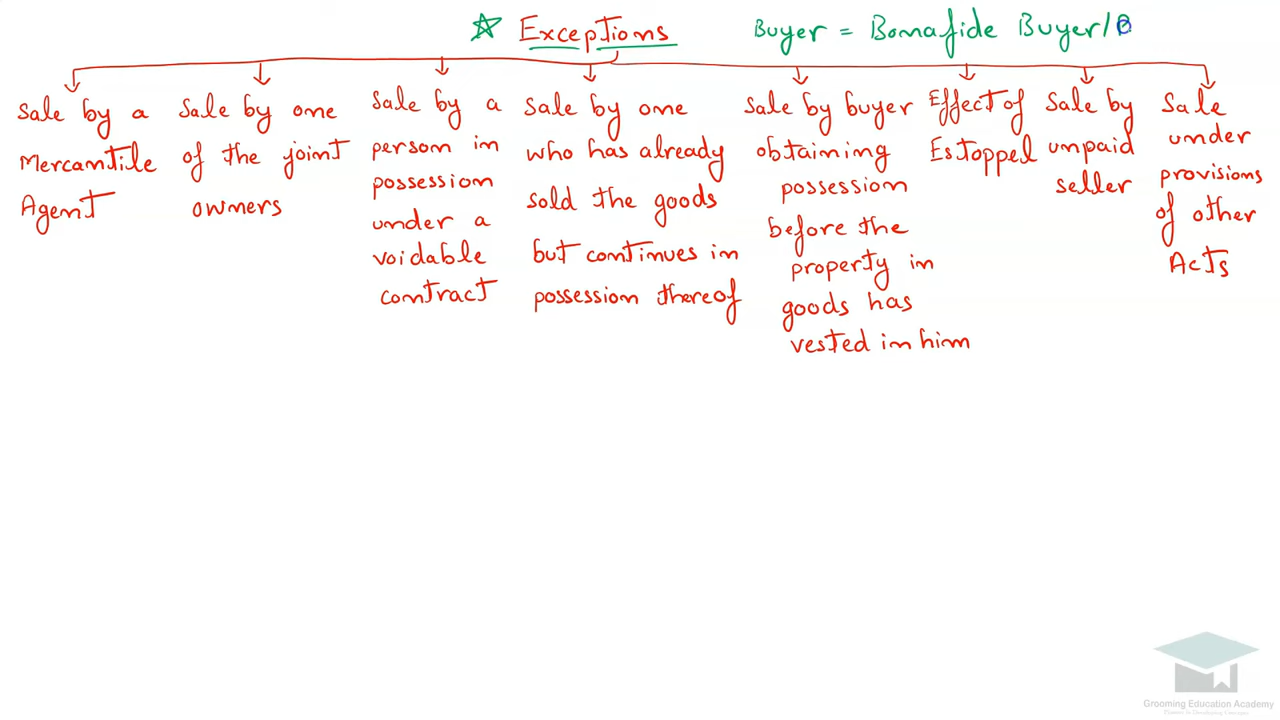 ☆ Exceptions
Buyer = Bonafide Buyer/B
Sale by a
Mercantile
Agent
Sale by one
of the joint
owners
Sale by a
person in
possession
under a
voidable
contract
Sale by one
who has already
sold the goods
but continues in
possession thereof
Sale by buyer
obtaining
possession
before the
property in
goods has
vested in him
Effect of
Estoppel
Sale by
unpaid
seller
Sale
under
provisions
of other
Acts
Grooming Education Academy